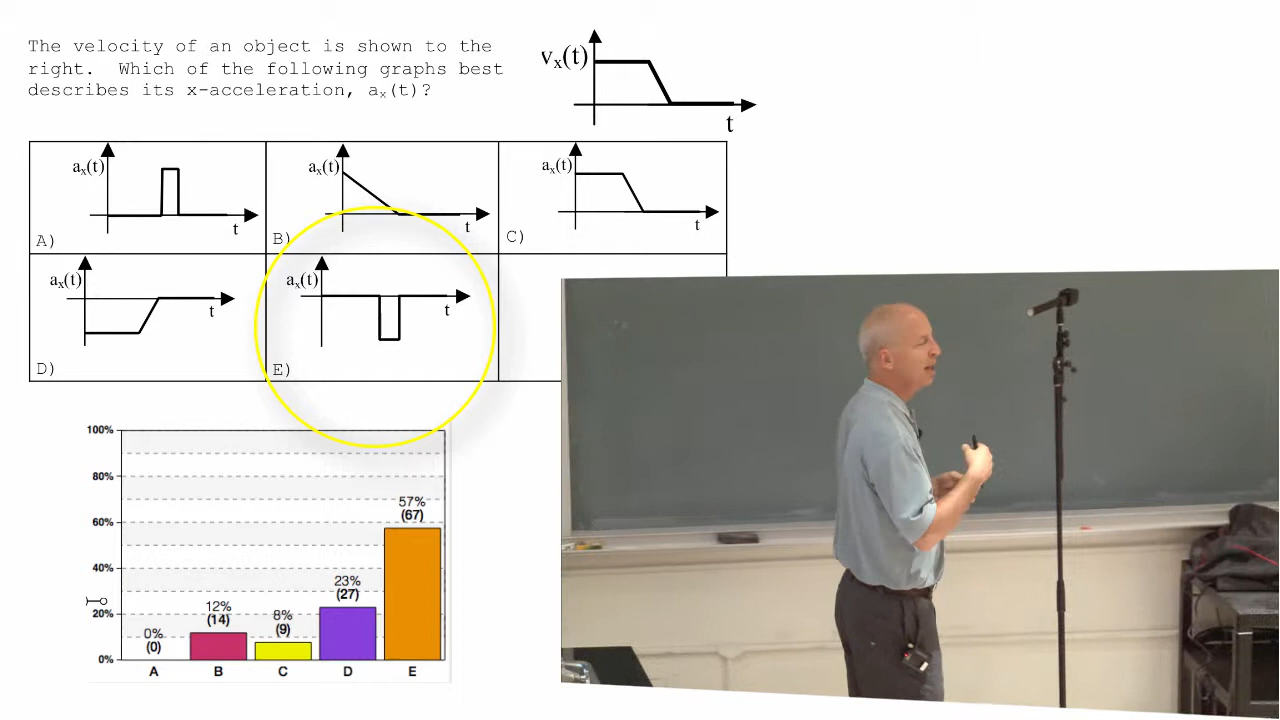 The velocity of an object is shown to the
right. Which of the following graphs best
describes its x-acceleration, aₓ(t)?
vₓ(t)
t
aₓ(t)
t
A)
aₓ(t)
t
B)
aₓ(t)
t
C)
aₓ(t)
t
D)
aₓ(t)
t
E)
100%
80%
60%
40%
20%
0%
0%
(0)
12%
(14)
8%
(9)
23%
(27)
57%
(67)
A B C D E